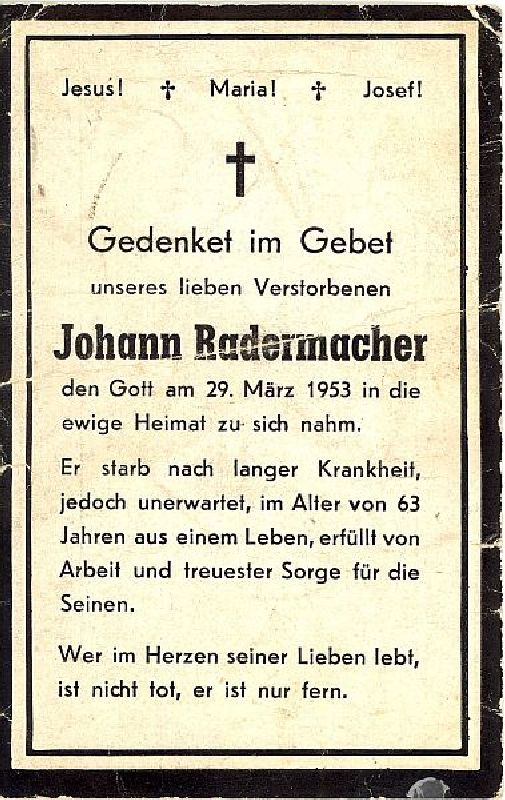 Jesus! † Maria! † Josef!
Gedenket im Gebet
unseres lieben Verstorbenen
Johann Radermacher
den Gott am 29. März 1953 in die
ewige Heimat zu sich nahm.
Er starb nach langer Krankheit,
jedoch unerwartet, im Alter von 63
Jahren aus einem Leben, erfüllt von
Arbeit und treuester Sorge für die
Seinen.
Wer im Herzen seiner Lieben lebt,
ist nicht tot, er ist nur fern.